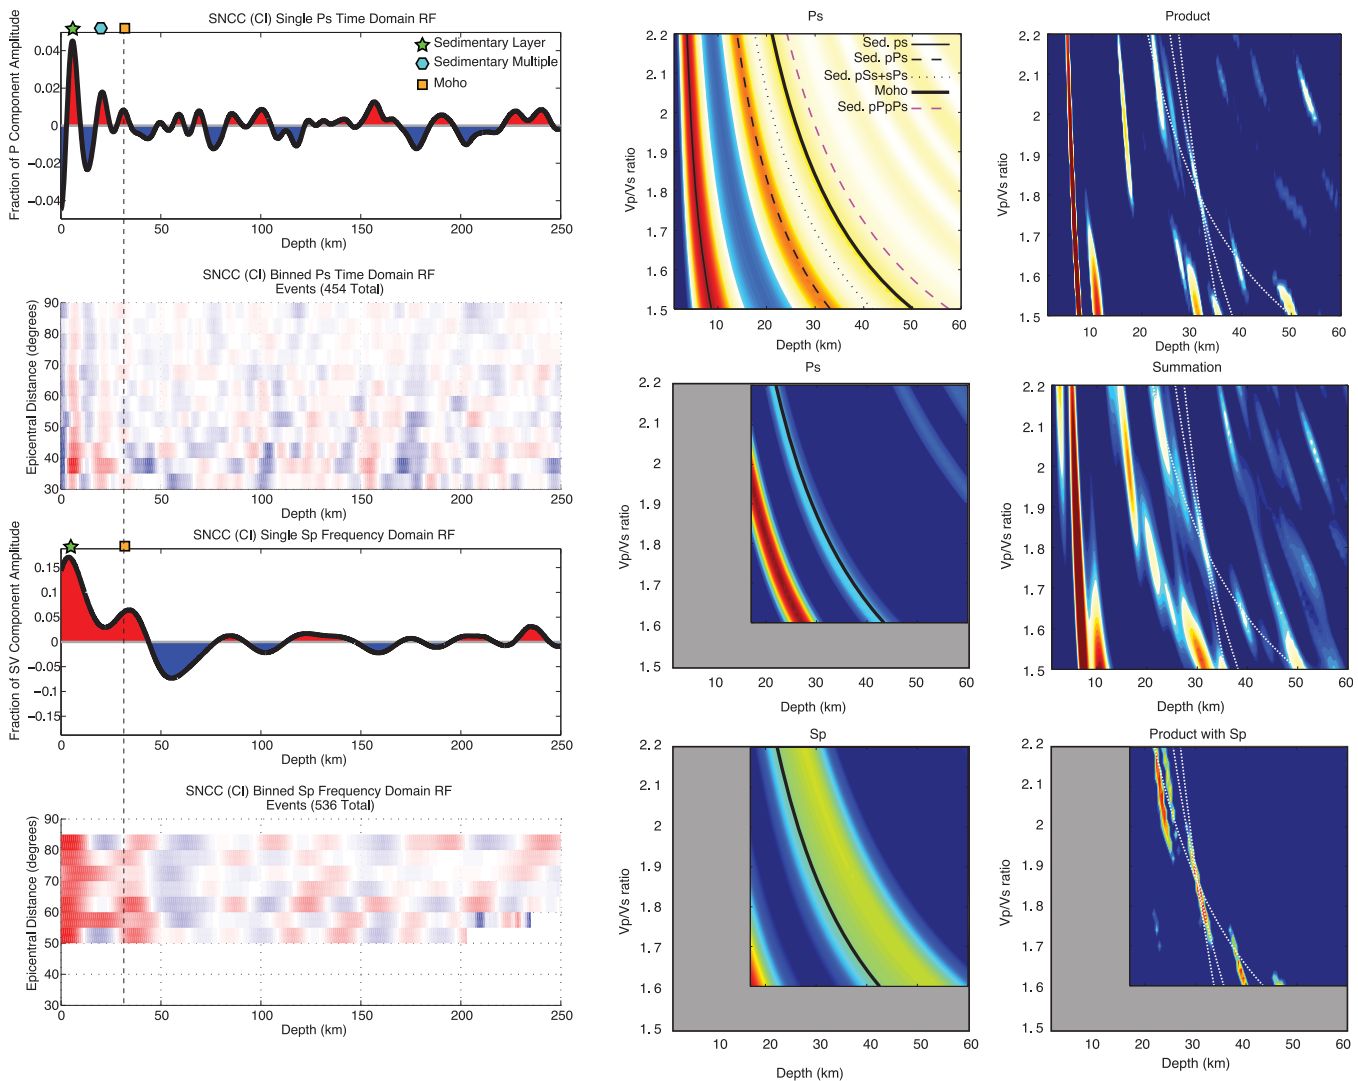 SNCC (CI) Single Ps Time Domain RF
Sedimentary Layer
Sedimentary Multiple
Moho
Fraction of P Component Amplitude
0.04
0.02
0
−0.02
−0.04
0 50 100 150 200 250
Depth (km)
SNCC (CI) Binned Ps Time Domain RF
Events (454 Total)
Epicentral Distance (degrees)
90
80
70
60
50
40
30
0 50 100 150 200 250
Depth (km)
SNCC (CI) Single Sp Frequency Domain RF
Fraction of SV Component Amplitude
0.15
0.1
0.05
0
−0.05
−0.1
−0.15
0 50 100 150 200 250
Depth (km)
SNCC (CI) Binned Sp Frequency Domain RF
Events (536 Total)
Epicentral Distance (degrees)
90
80
70
60
50
40
30
0 50 100 150 200 250
Depth (km)
Ps
Sed. ps
Sed. pPs
Sed. pSs+sPs
Moho
Sed. pPpPs
Vp/Vs ratio
2.2
2.1
2
1.9
1.8
1.7
1.6
1.5
10 20 30 40 50 60
Depth (km)
Product
Vp/Vs ratio
2.2
2.1
2
1.9
1.8
1.7
1.6
1.5
10 20 30 40 50 60
Depth (km)
Ps
Vp/Vs ratio
2.2
2.1
2
1.9
1.8
1.7
1.6
1.5
10 20 30 40 50 60
Depth (km)
Summation
Vp/Vs ratio
2.2
2.1
2
1.9
1.8
1.7
1.6
1.5
10 20 30 40 50 60
Depth (km)
Sp
Vp/Vs ratio
2.2
2.1
2
1.9
1.8
1.7
1.6
1.5
10 20 30 40 50 60
Depth (km)
Product with Sp
Vp/Vs ratio
2.2
2.1
2
1.9
1.8
1.7
1.6
1.5
10 20 30 40 50 60
Depth (km)